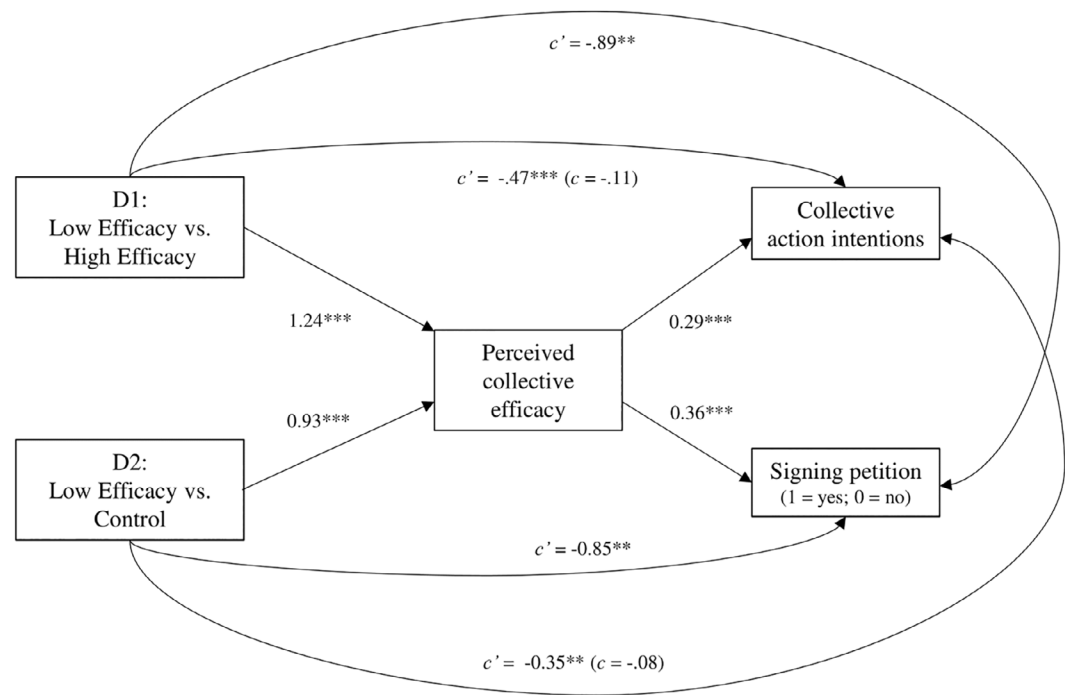 c’ = -.89**
c’ = -.47*** (c = -.11)
D1:
Low Efficacy vs.
High Efficacy
Collective
action intentions
1.24***
0.29***
Perceived
collective
efficacy
0.93***
0.36***
D2:
Low Efficacy vs.
Control
Signing petition
(1 = yes; 0 = no)
c’ = -0.85**
c’ = -0.35** (c = -.08)